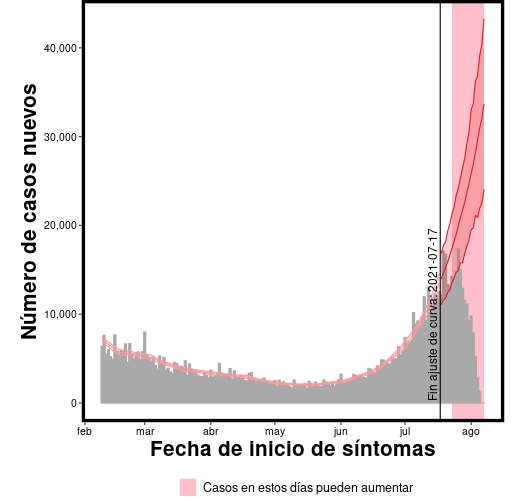 Número de casos nuevos
40,000
30,000
20,000
10,000
0
Fin ajuste de curva: 2021-07-17
feb mar abr may jun jul ago
Fecha de inicio de síntomas
Casos en estos días pueden aumentar